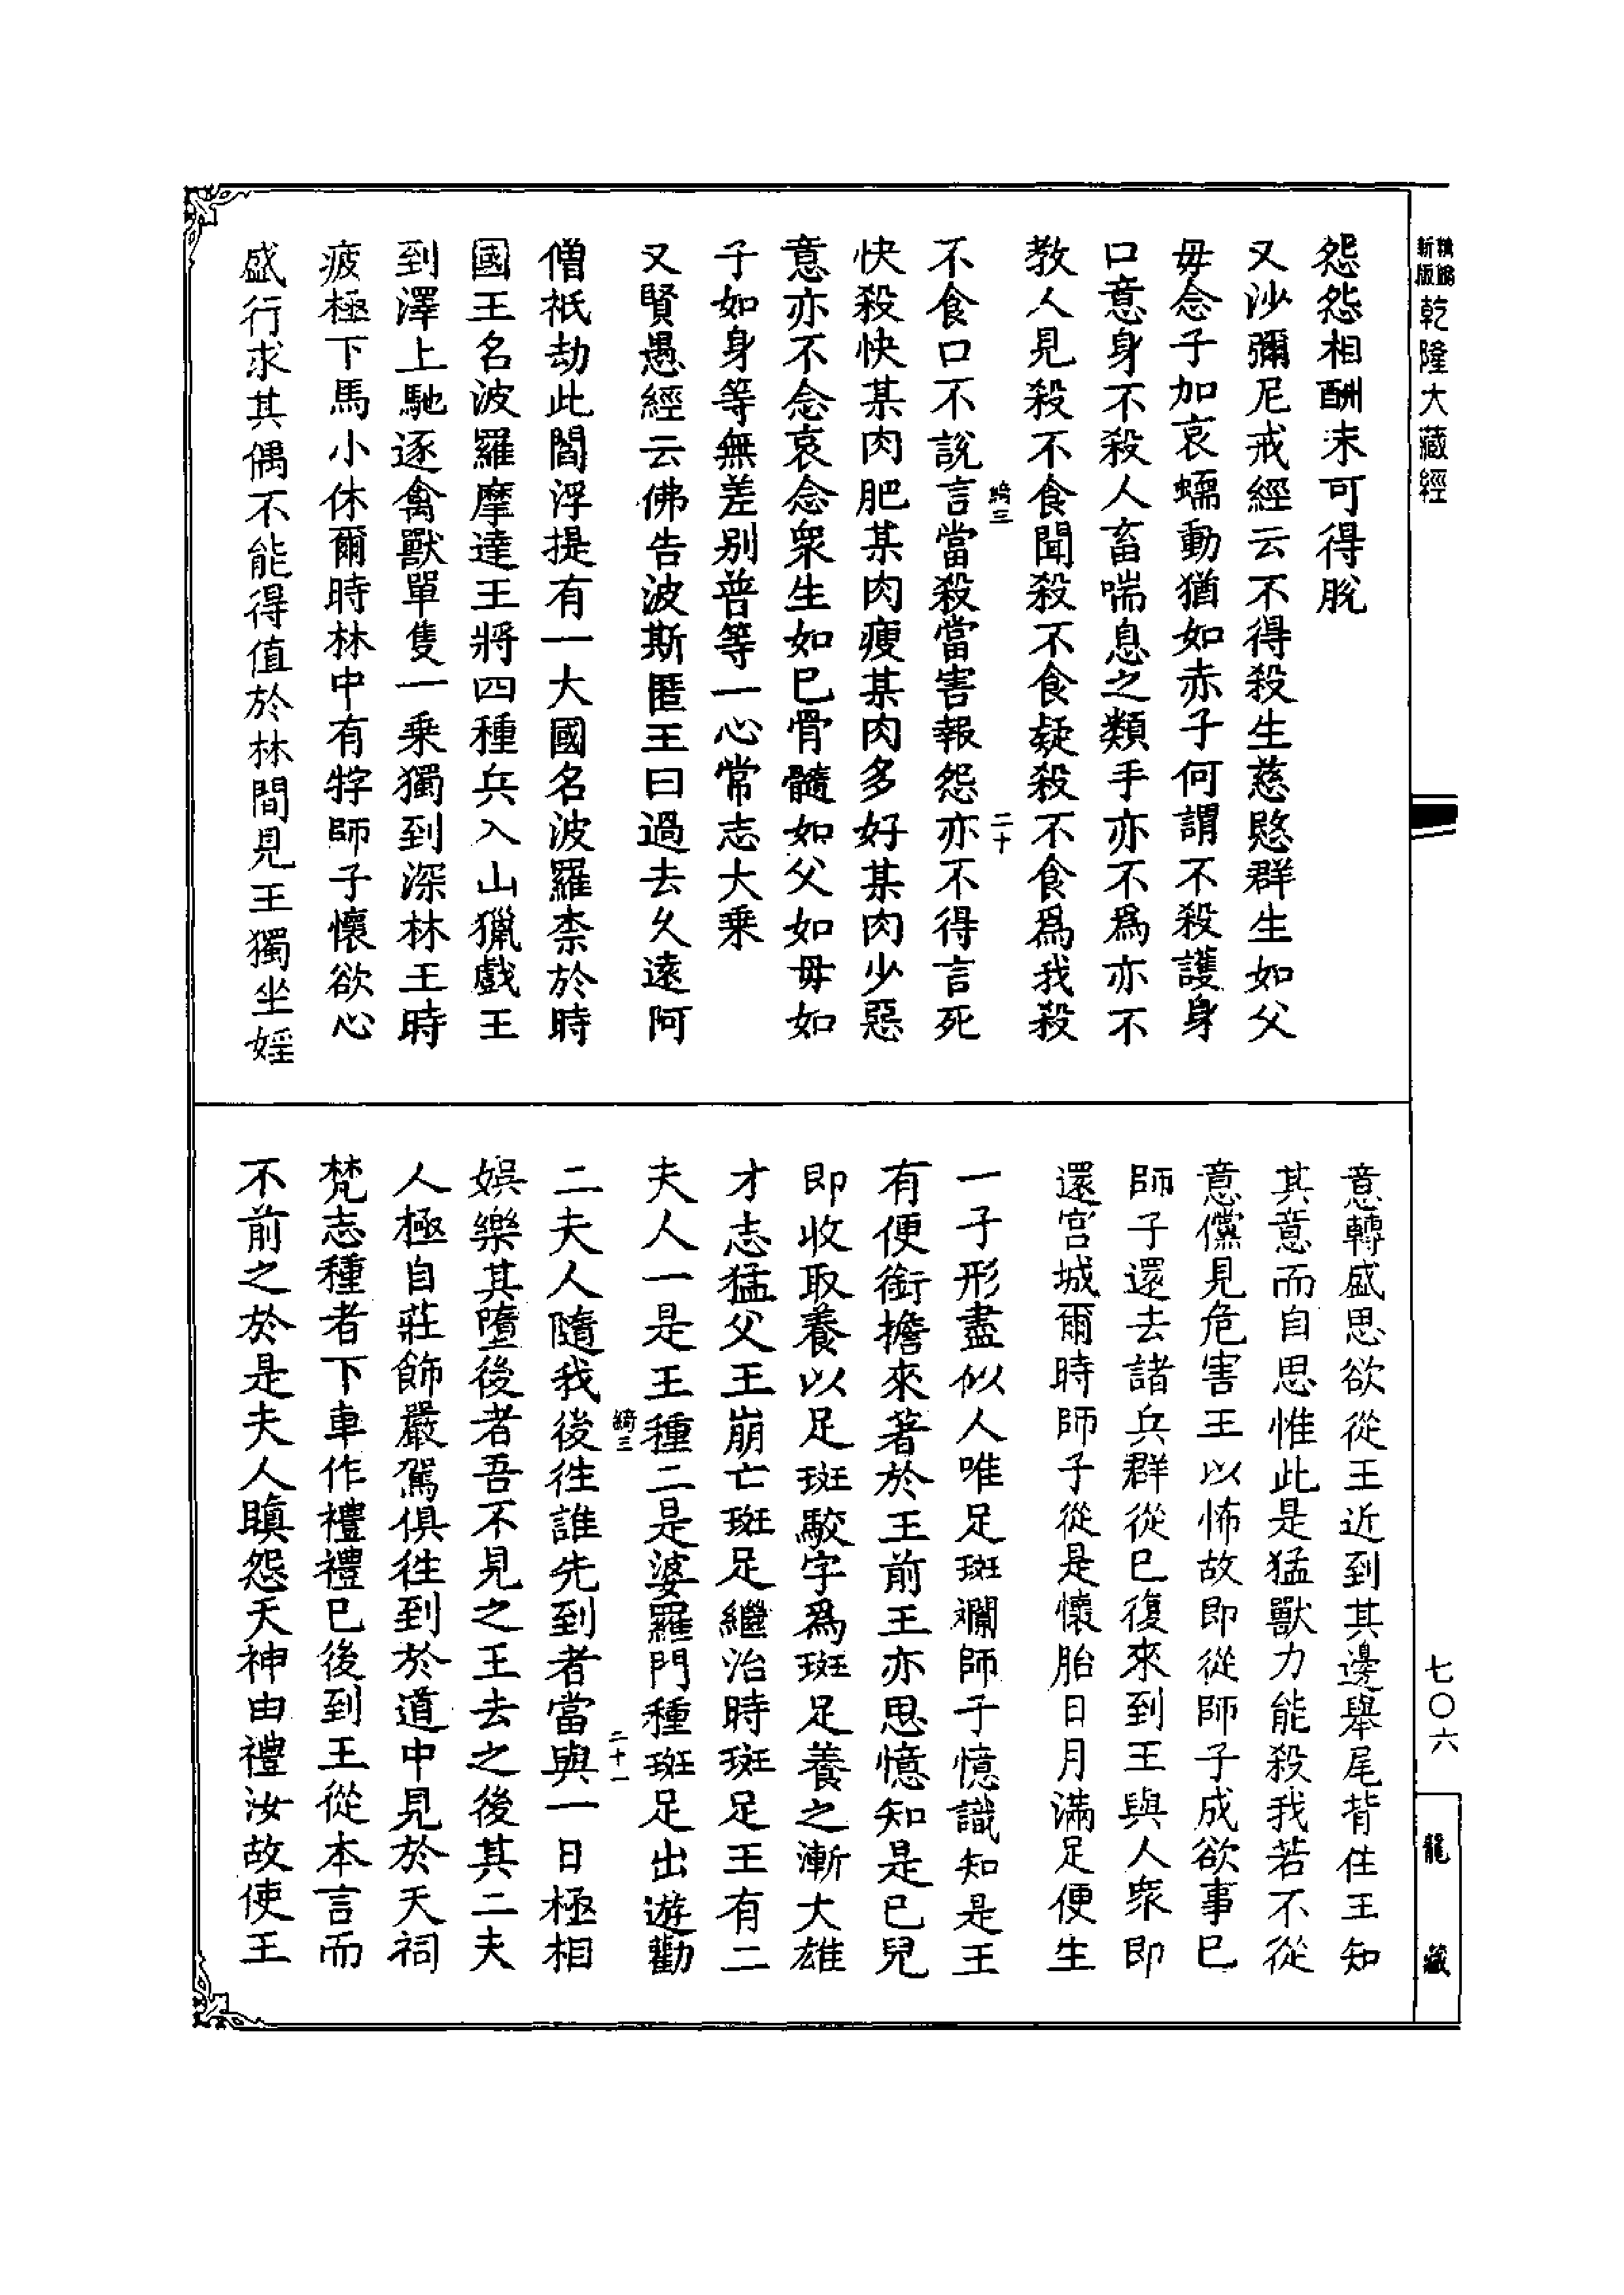 新版
精縮
乾隆大藏經
怨怨相酬未可得脫
又沙彌尼戒經云不得殺生慈愍群生如父
毋念子加哀蠕動猶如赤子何謂不殺護身
口意身不殺人畜喘息之類手亦不為亦不
教人見殺不食聞殺不食疑殺不食為我殺
綺三
二十
不食口不說言當殺當害報怨亦不得言死
快殺快某肉肥某肉瘦某肉多好某肉少惡
意亦不念哀念衆生如已骨髓如父如毋如
子如身等無差別普等一心常志大乘
又賢愚經云佛告波斯匿王曰過去久遠阿
僧祇劫此閻浮提有一大國名波羅柰於時
國王名波羅摩達王將四種兵入山獵戲王
到澤上馳逐禽獸單隻一乘獨到深林王時
疲極下馬小休爾時林中有牸師子懷欲心
盛行求其偶不能得值於林間見王獨坐婬
意轉盛思欲從王近到其邊舉尾背住王知
其意而自思惟此是猛獸力能殺我若不從
意儻見危害王以怖故即從師子成欲事已
師子還去諸兵群從已復來到王與人衆即
還宮城爾時師子從是懷胎日月滿足便生
一子形盡似人唯足斑斕師子憶識知是王
有便銜擔來著於王前王亦思憶知是已兒
即收取養以足斑駮字為斑足養之漸大雄
才志猛父王崩亡斑足繼治時斑足王有二
夫人一是王種二是婆羅門種斑足出遊勸
綺三
二十一
二夫人隨我後徃誰先到者當與一日極相
娛樂其墮後者吾不見之王去之後其二夫
人極自莊飾嚴駕俱徃到於道中見於天祠
梵志種者下車作禮禮已後到王從本言而
不前之於是夫人瞋怨天神由禮汝故使王
七〇六
龍藏